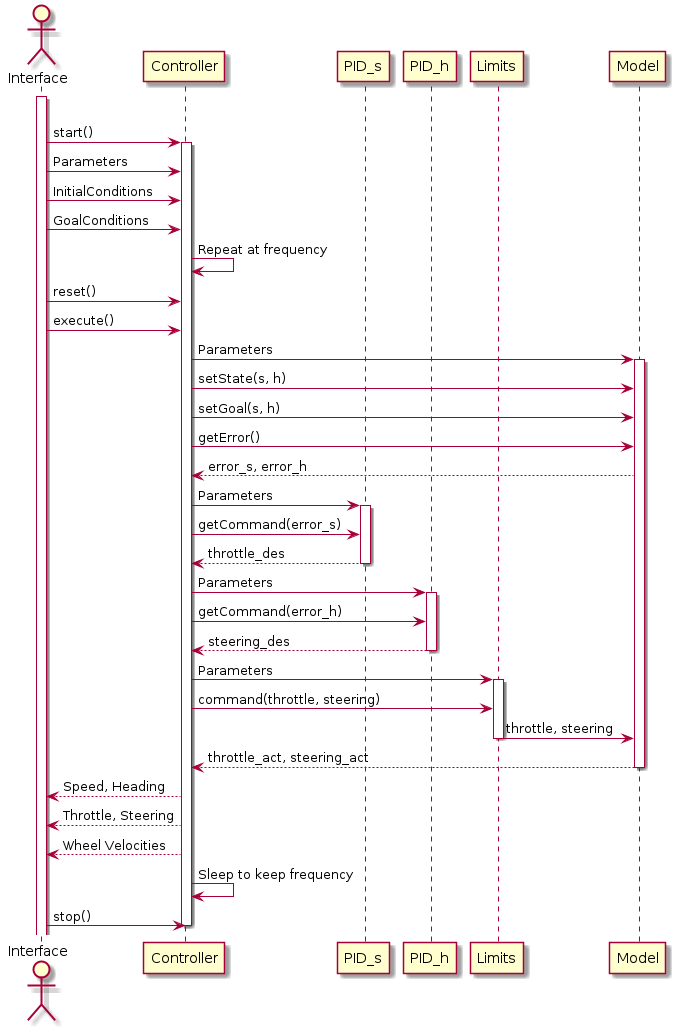 Interface
Controller
PID_s
PID_h
Limits
Model
start()
Parameters
InitialConditions
GoalConditions
Repeat at frequency
reset()
execute()
Parameters
setState(s, h)
setGoal(s, h)
getError()
error_s, error_h
Parameters
getCommand(error_s)
throttle_des
Parameters
getCommand(error_h)
steering_des
Parameters
command(throttle, steering)
throttle, steering
throttle_act, steering_act
Speed, Heading
Throttle, Steering
Wheel Velocities
Sleep to keep frequency
stop()
Interface
Controller
PID_s
PID_h
Limits
Model